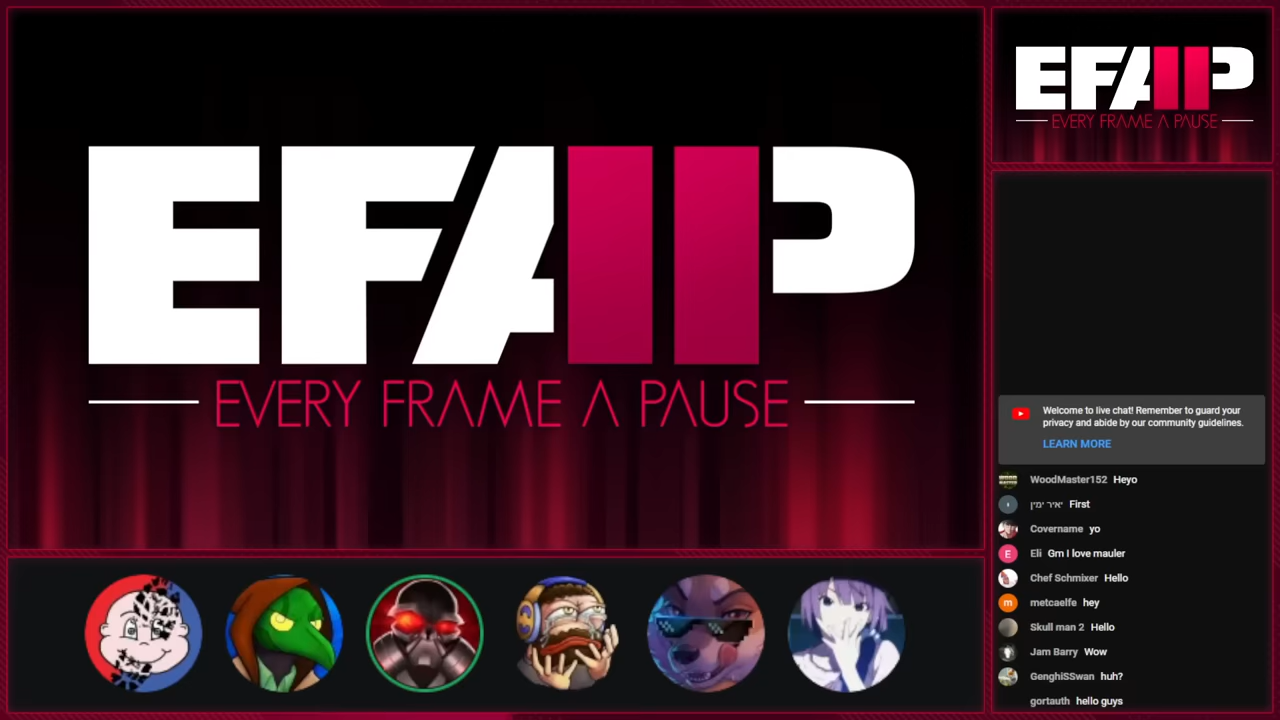 EFAP
EVERY FRAME A PAUSE
EFAP
EVERY FRAME A PAUSE
Welcome to live chat! Remember to guard your
privacy and abide by our community guidelines.
LEARN MORE
WoodMaster152 Heyo
יאיר ימין First
Covername yo
E Eli Gm I love mauler
Chef Schmixer Hello
m metcaelfe hey
Skull man 2 Hello
Jam Barry Wow
GenghiSSwan huh?
gortauth hello guys